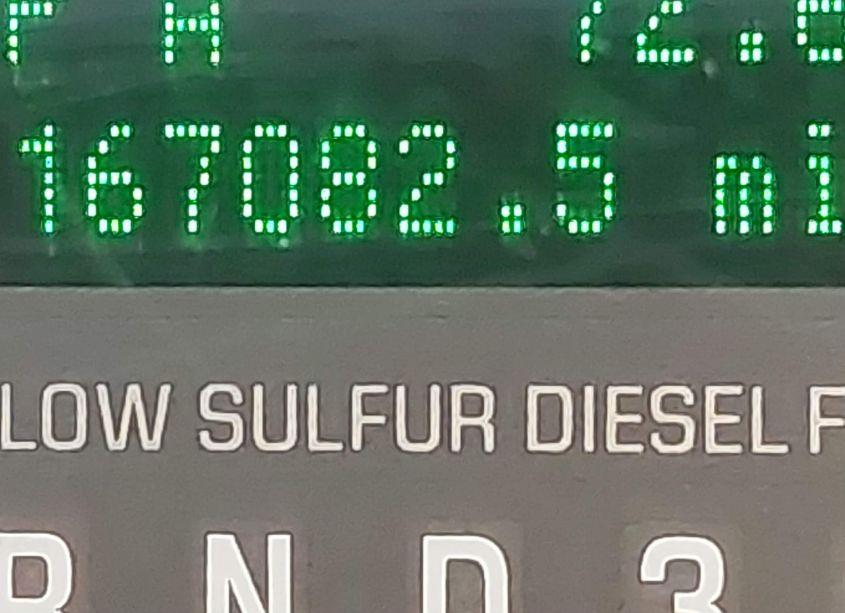 167082.5 mi
LOW SULFUR DIESEL F
R N D 3